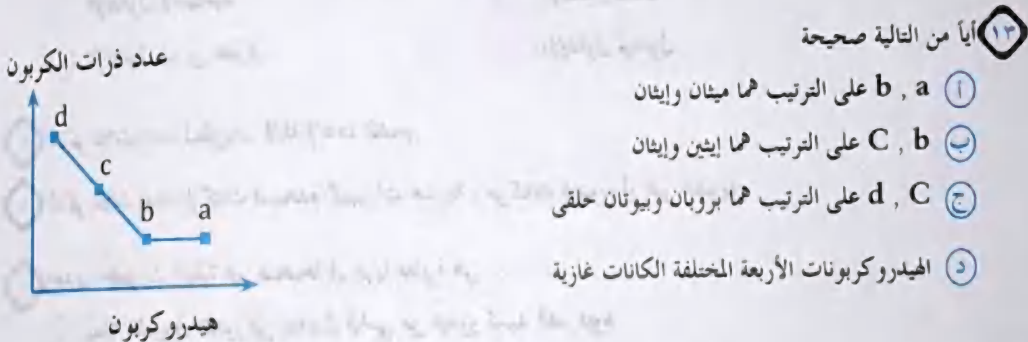 ١٣ أياً من التالية صحيحة
أ b , a على الترتيب هما ميثان وإيثان
ب C , b على الترتيب هما إيثين وإيثان
ج d , C على الترتيب هما بروبان وبيوتان حلقى
د الهيدروكربونات الأربعة المختلفة الكانات غازية
عدد ذرات الكربون
d
c
b a
هيدروكربون